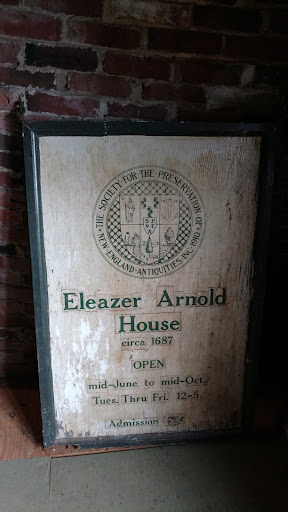 THE SOCIETY FOR THE PRESERVATION OF
NEW·ENGLAND·ANTIQUITIES INC. 1910
Eleazer Arnold
House
circa 1687
OPEN
mid-June to mid-Oct.
Tues. Thru Fri. 12-5
Admission